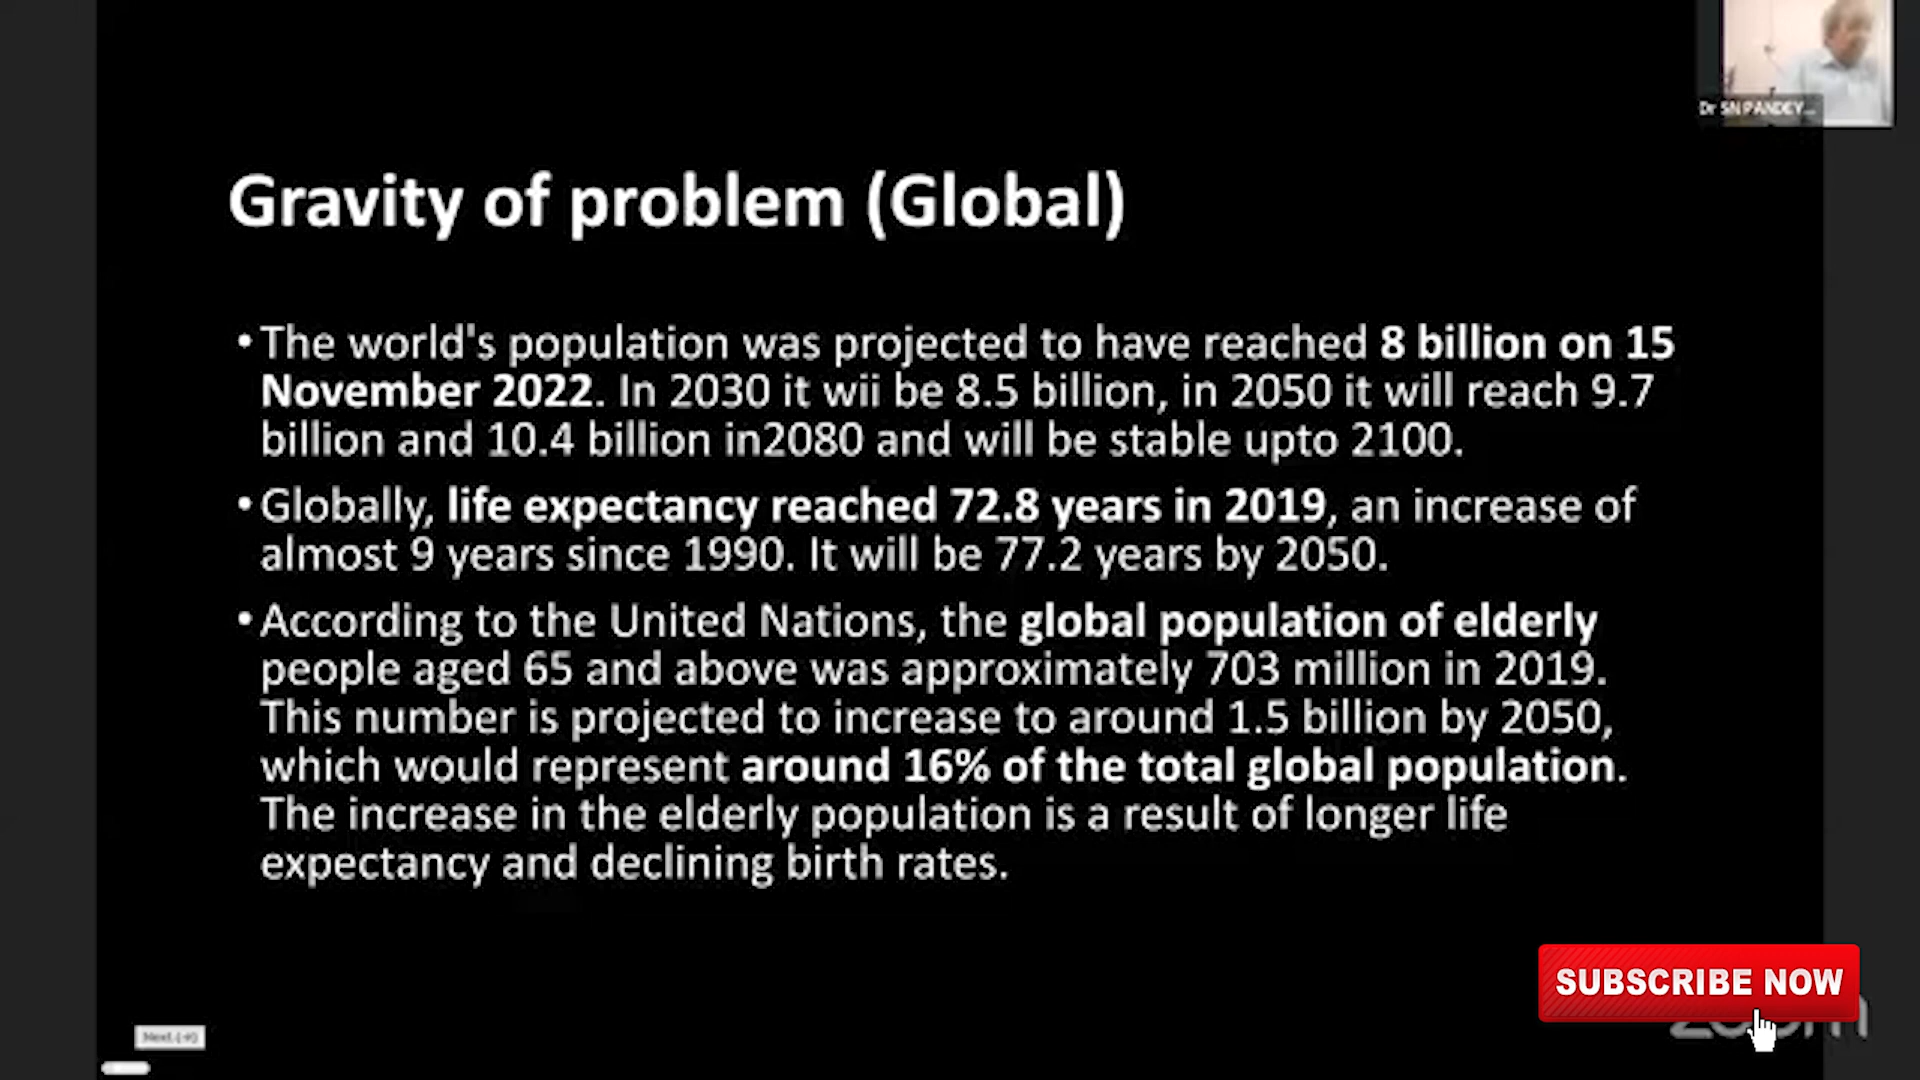 Dr SN PANDEY...
Gravity of problem (Global)
•The world's population was projected to have reached 8 billion on 15
November 2022. In 2030 it wii be 8.5 billion, in 2050 it will reach 9.7
billion and 10.4 billion in2080 and will be stable upto 2100.
•Globally, life expectancy reached 72.8 years in 2019, an increase of
almost 9 years since 1990. It will be 77.2 years by 2050.
•According to the United Nations, the global population of elderly
people aged 65 and above was approximately 703 million in 2019.
This number is projected to increase to around 1.5 billion by 2050,
which would represent around 16% of the total global population.
The increase in the elderly population is a result of longer life
expectancy and declining birth rates.
SUBSCRIBE NOW
zoom
Next